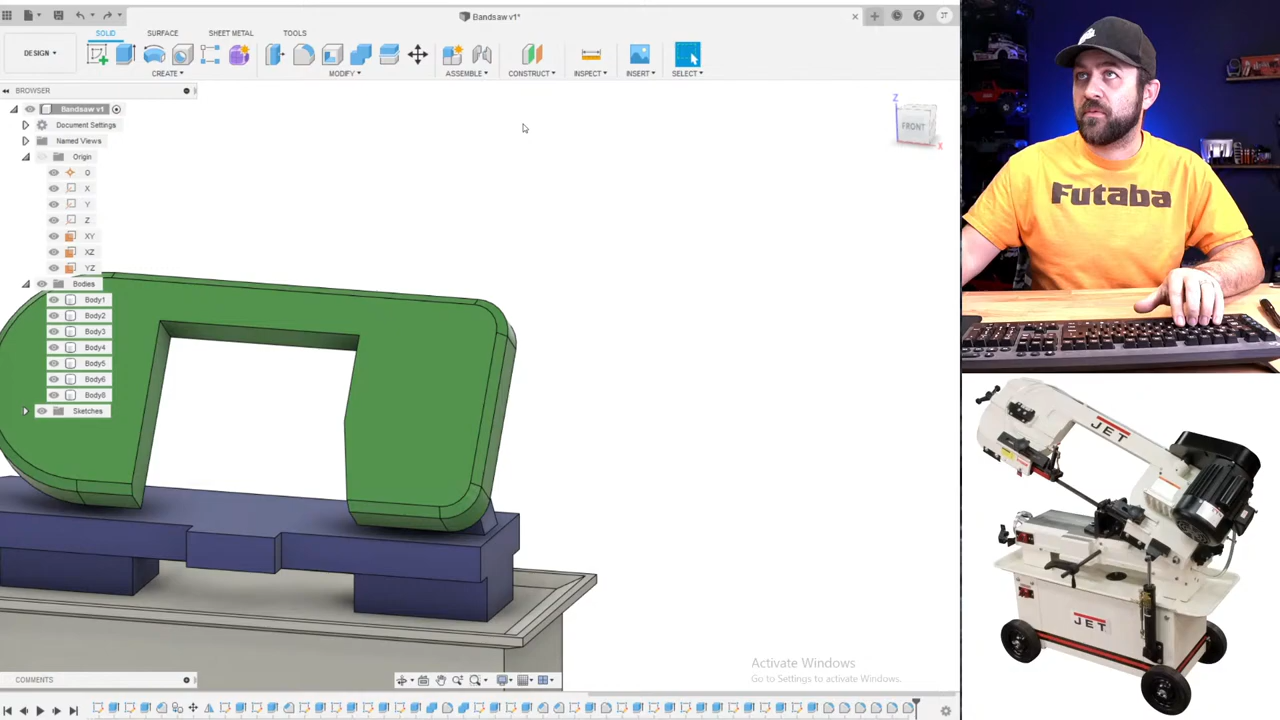 Bandsaw v1*
JT
SOLID
SURFACE
SHEET METAL
TOOLS
DESIGN
CREATE
MODIFY
ASSEMBLE
CONSTRUCT
INSPECT
INSERT
SELECT
BROWSER
Bandsaw v1
Document Settings
Named Views
Origin
O
X
Y
Z
XY
XZ
YZ
Bodies
Body1
Body2
Body3
Body4
Body5
Body6
Body8
Sketches
Z
FRONT
X
Activate Windows
Go to Settings to activate Windows.
COMMENTS
Futaba
JET
JET